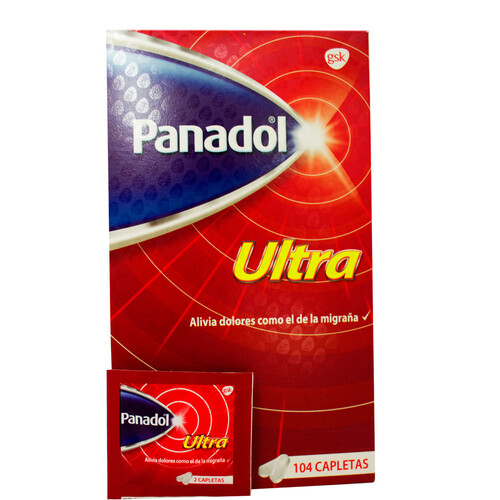 gsk
Panadol®
Ultra
Alivia dolores como el de la migraña ✓
104 CAPLETAS
gsk
Panadol
Ultra
Alivia dolores como el de la migraña ✓
2 CAPLETAS